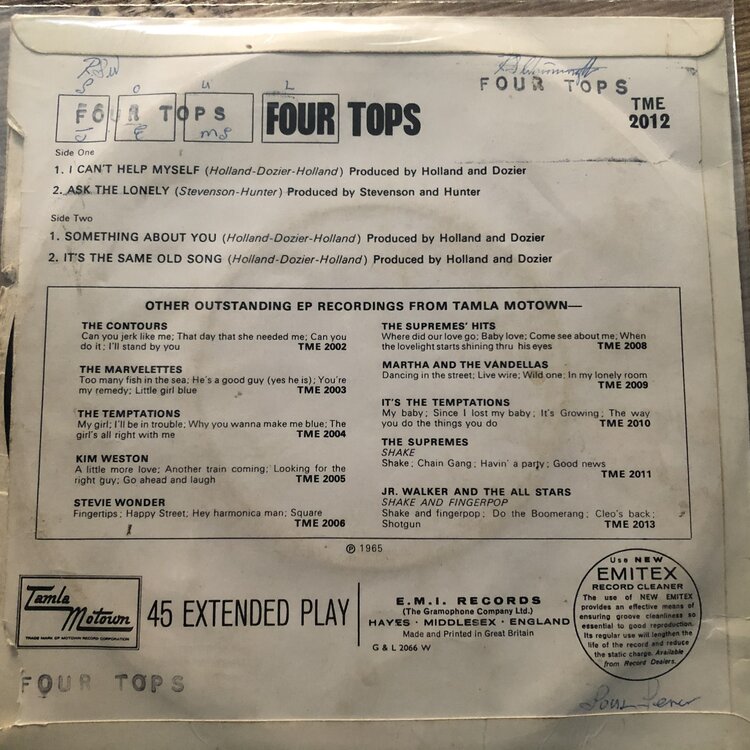 S O U L
FOUR TOPS
FOUR TOPS
TME
2012
FOUR TOPS
Side One
1. I CAN'T HELP MYSELF (Holland-Dozier-Holland) Produced by Holland and Dozier
2. ASK THE LONELY (Stevenson-Hunter) Produced by Stevenson and Hunter
Side Two
1. SOMETHING ABOUT YOU (Holland-Dozier-Holland) Produced by Holland and Dozier
2. IT'S THE SAME OLD SONG (Holland-Dozier-Holland) Produced by Holland and Dozier
OTHER OUTSTANDING EP RECORDINGS FROM TAMLA MOTOWN—
THE CONTOURS
Can you jerk like me; That day that she needed me; Can you
do it; I'll stand by you TME 2002
THE MARVELETTES
Too many fish in the sea; He's a good guy (yes he is); You're
my remedy; Little girl blue TME 2003
THE TEMPTATIONS
My girl; I'll be in trouble; Why you wanna make me blue; The
girl's all right with me TME 2004
KIM WESTON
A little more love; Another train coming; Looking for the
right guy; Go ahead and laugh TME 2005
STEVIE WONDER
Fingertips; Happy Street; Hey harmonica man; Square
TME 2006
THE SUPREMES' HITS
Where did our love go; Baby love; Come see about me; When
the lovelight starts shining thru his eyes TME 2008
MARTHA AND THE VANDELLAS
Dancing in the street; Live wire; Wild one; In my lonely room
TME 2009
IT'S THE TEMPTATIONS
My baby; Since I lost my baby; It's Growing; The way
you do the things you do TME 2010
THE SUPREMES
SHAKE
Shake; Chain Gang; Havin' a party; Good news
TME 2011
JR. WALKER AND THE ALL STARS
SHAKE AND FINGERPOP
Shake and fingerpop; Do the Boomerang; Cleo's back;
Shotgun TME 2013
℗ 1965
Tamla
Motown
TRADE MARK OF MOTOWN RECORD CORPORATION
45 EXTENDED PLAY
E.M.I. RECORDS
(The Gramophone Company Ltd.)
HAYES · MIDDLESEX · ENGLAND
Made and Printed in Great Britain
G & L 2066 W
Use NEW
EMITEX
RECORD CLEANER
The use of NEW EMITEX
provides an effective means of
ensuring groove cleanliness so
essential to good reproduction.
Its regular use will lengthen the
life of the record and reduce
the static charge. Available
from Record Dealers.
FOUR TOPS